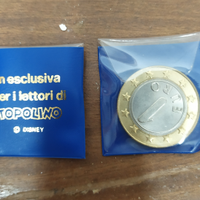 n esclusiva
er i lettori di
TOPOLINO
© DISNEY